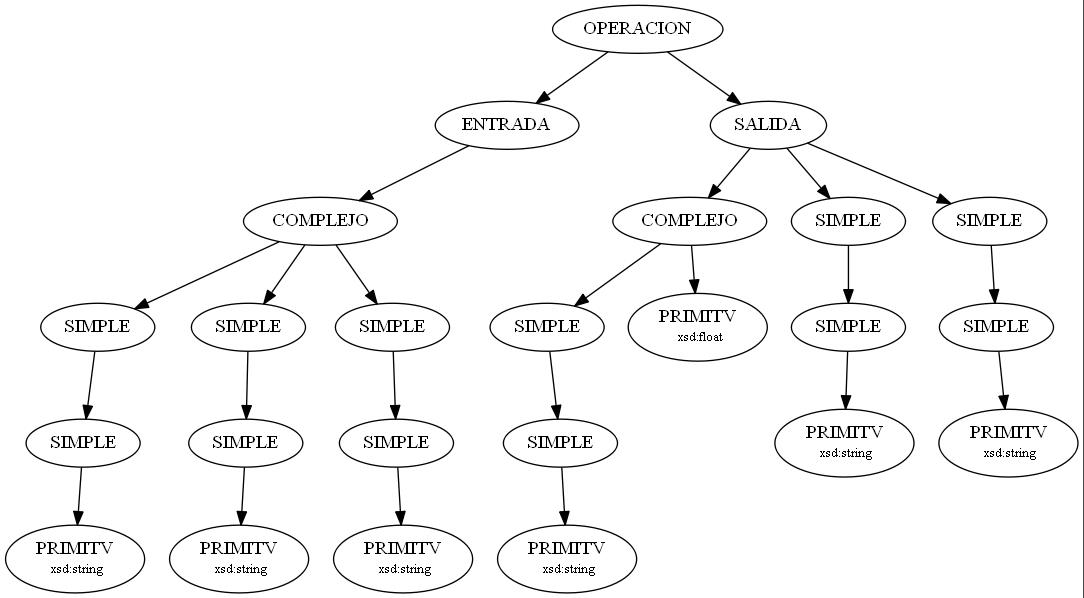 OPERACION
ENTRADA
SALIDA
COMPLEJO
COMPLEJO
SIMPLE
SIMPLE
SIMPLE
SIMPLE
SIMPLE
SIMPLE
PRIMITV
xsd:float
SIMPLE
SIMPLE
SIMPLE
SIMPLE
SIMPLE
SIMPLE
PRIMITV
xsd:string
PRIMITV
xsd:string
PRIMITV
xsd:string
PRIMITV
xsd:string
PRIMITV
xsd:string
PRIMITV
xsd:string